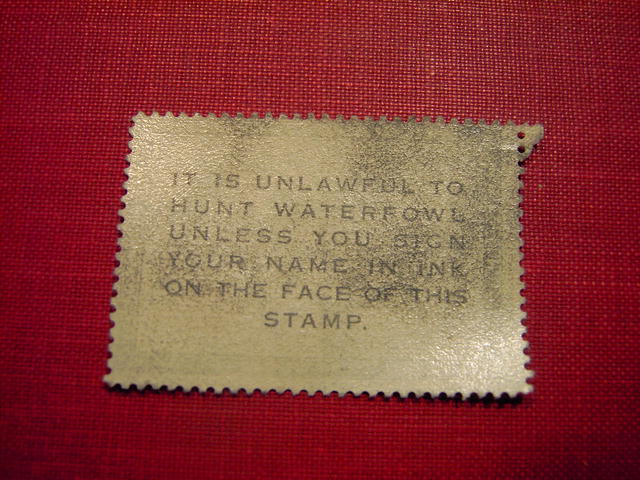 IT IS UNLAWFUL TO
HUNT WATERFOWL
UNLESS YOU SIGN
YOUR NAME IN INK
ON THE FACE OF THIS
STAMP.